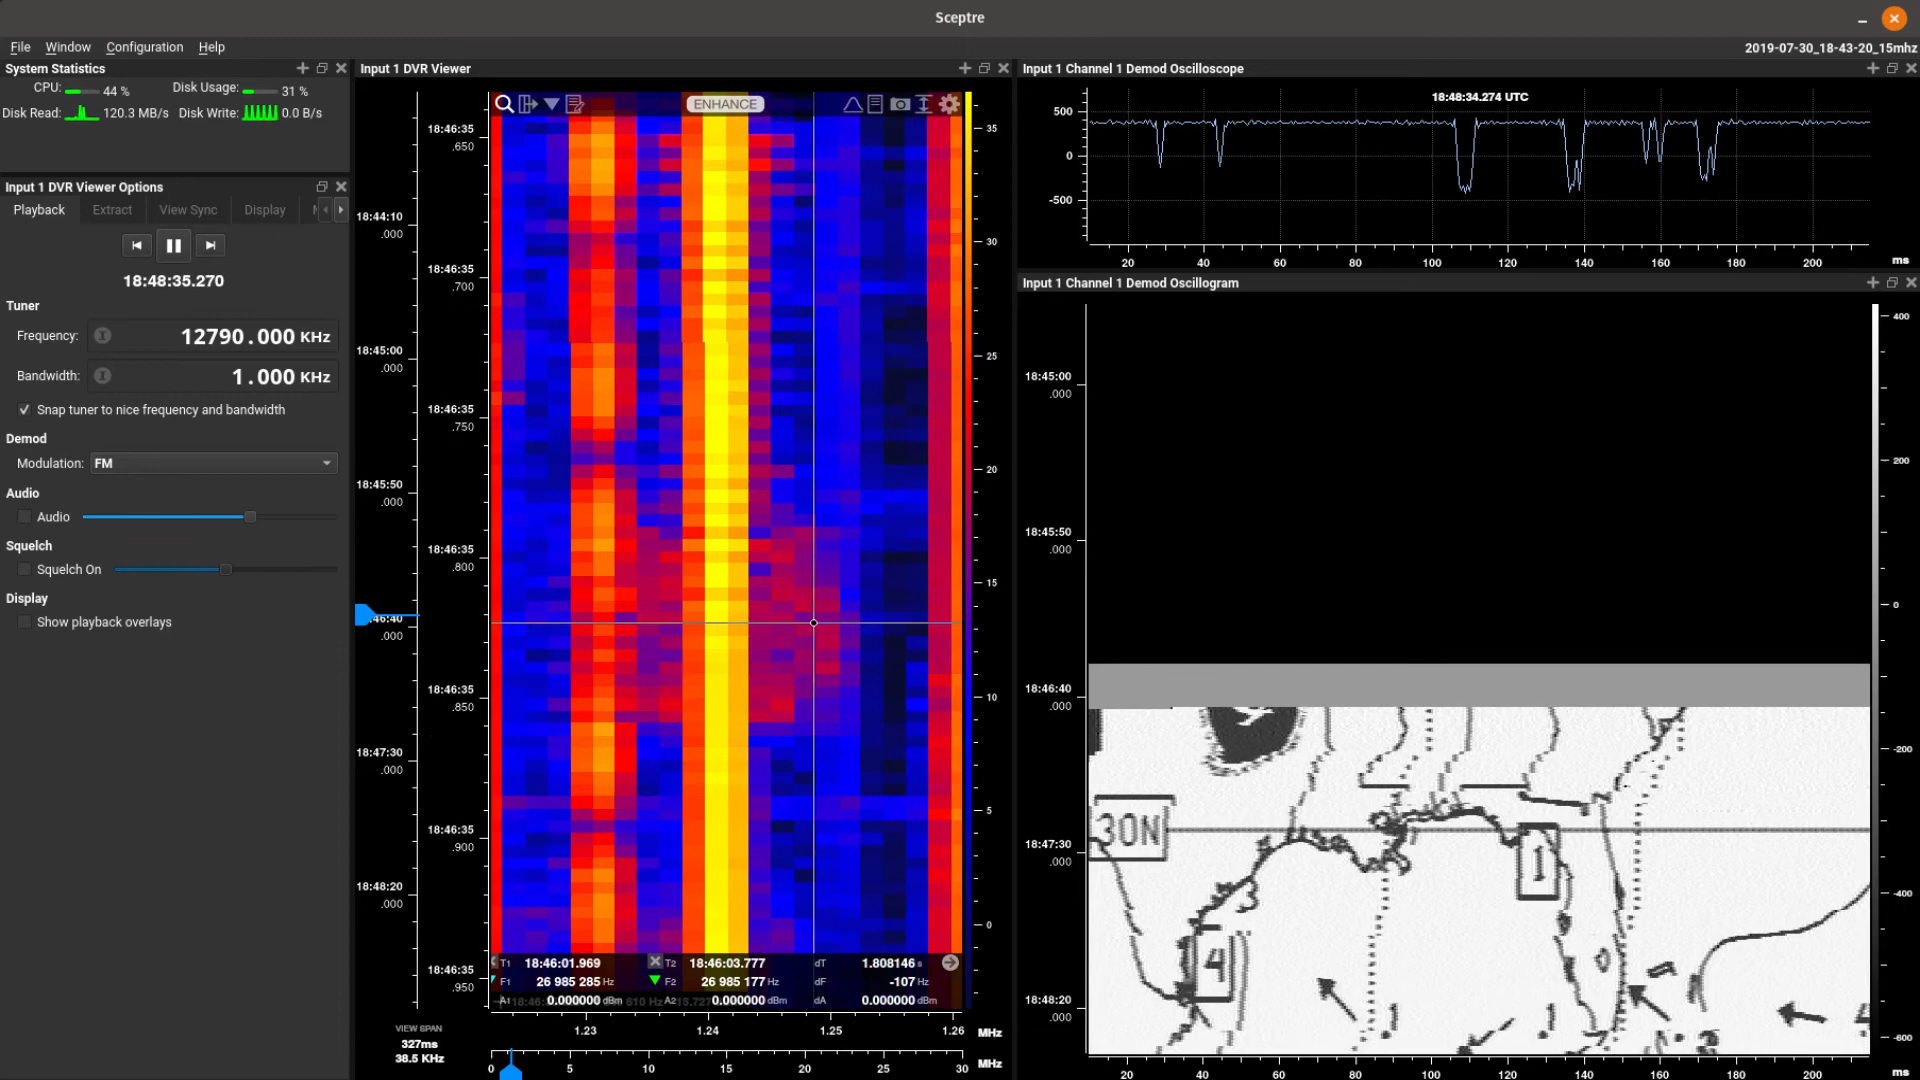 Sceptre
File Window Configuration Help
2019-07-30_18-43-20_15mhz
System Statistics
CPU: 44 % Disk Usage: 31 %
Disk Read: 120.3 MB/s Disk Write: 0.0 B/s
Input 1 DVR Viewer Options
Playback Extract View Sync Display
18:48:35.270
Tuner
Frequency: 12790.000 KHz
Bandwidth: 1.000 KHz
Snap tuner to nice frequency and bandwidth
Demod
Modulation: FM
Audio
Audio
Squelch
Squelch On
Display
Show playback overlays
Input 1 DVR Viewer
ENHANCE
18:44:10
.000
18:45:00
.000
18:45:50
.000
46:40
.000
18:47:30
.000
18:48:20
.000
18:46:35
.650
18:46:35
.700
18:46:35
.750
18:46:35
.800
18:46:35
.850
18:46:35
.900
18:46:35
.950
35
30
25
20
15
10
5
0
T1 18:46:01.969 T2 18:46:03.777 dT 1.808146 s
F1 26 985 285 Hz F2 26 985 177 Hz dF -107 Hz
A1 0.000000 dBm A2 0.000000 dBm dA 0.000000 dBm
1.23 1.24 1.25 1.26 MHz
VIEW SPAN
327ms
38.5 KHz
0 5 10 15 20 25 30 MHz
Input 1 Channel 1 Demod Oscilloscope
18:48:34.274 UTC
500
0
-500
20 40 60 80 100 120 140 160 180 200 ms
Input 1 Channel 1 Demod Oscillogram
18:45:00
.000
18:45:50
.000
18:46:40
.000
18:47:30
.000
18:48:20
.000
30N
1
3
4
0
1
1
3
400
200
0
-200
-400
-600
20 40 60 80 100 120 140 160 180 200 ms